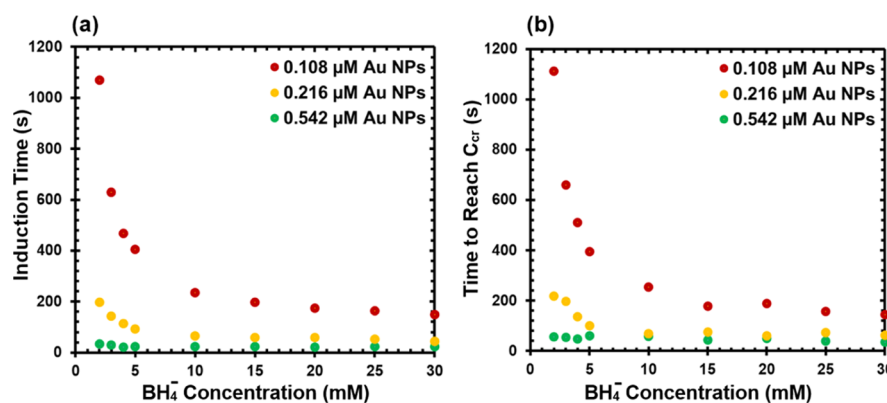 (a)
1200
1000
800
600
400
200
0
0 5 10 15 20 25 30
Induction Time (s)
BH₄⁻ Concentration (mM)
0.108 µM Au NPs
0.216 µM Au NPs
0.542 µM Au NPs
(b)
1200
1000
800
600
400
200
0
0 5 10 15 20 25 30
Time to Reach Ccr (s)
BH₄⁻ Concentration (mM)
0.108 µM Au NPs
0.216 µM Au NPs
0.542 µM Au NPs